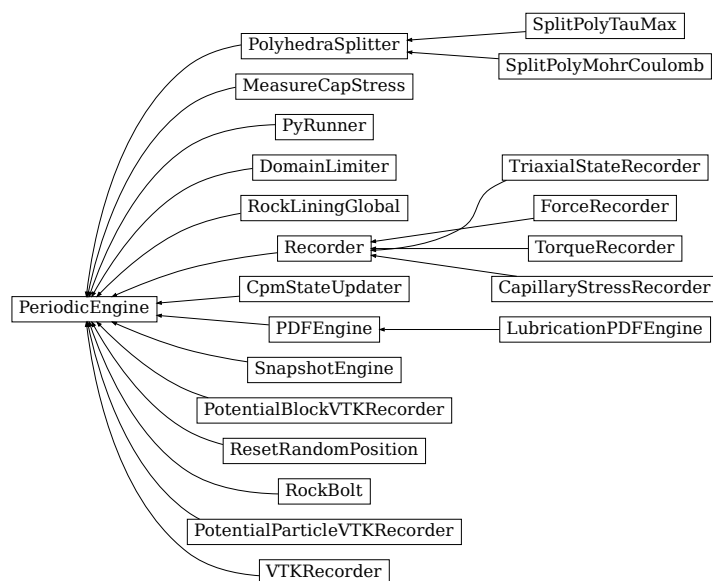 SplitPolyTauMax
PolyhedraSplitter
SplitPolyMohrCoulomb
MeasureCapStress
PyRunner
DomainLimiter
TriaxialStateRecorder
RockLiningGlobal
ForceRecorder
Recorder
TorqueRecorder
CpmStateUpdater
CapillaryStressRecorder
PeriodicEngine
PDFEngine
LubricationPDFEngine
SnapshotEngine
PotentialBlockVTKRecorder
ResetRandomPosition
RockBolt
PotentialParticleVTKRecorder
VTKRecorder